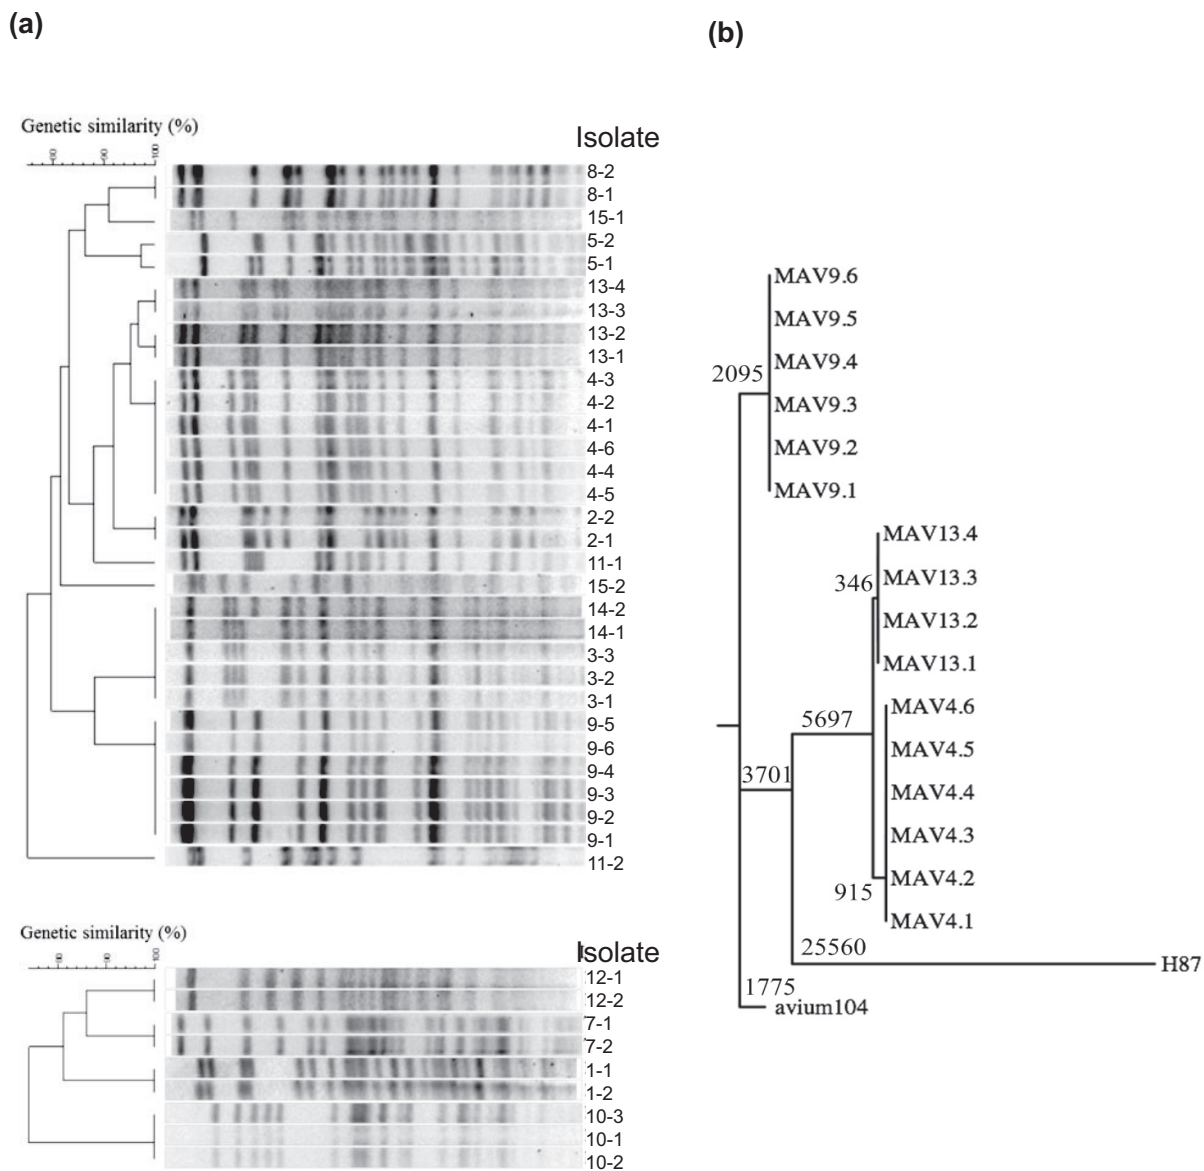 (a)
(b)
Genetic similarity (%)
80
90
100
Isolate
8-2
8-1
15-1
5-2
5-1
13-4
13-3
13-2
13-1
4-3
4-2
4-1
4-6
4-4
4-5
2-2
2-1
11-1
15-2
14-2
14-1
3-3
3-2
3-1
9-5
9-6
9-4
9-3
9-2
9-1
11-2
Genetic similarity (%)
80
90
100
Isolate
12-1
12-2
7-1
7-2
1-1
1-2
10-3
10-1
10-2
MAV9.6
MAV9.5
MAV9.4
2095
MAV9.3
MAV9.2
MAV9.1
MAV13.4
346
MAV13.3
MAV13.2
MAV13.1
MAV4.6
5697
MAV4.5
3701
MAV4.4
MAV4.3
MAV4.2
915
MAV4.1
25560
H87
1775
avium104